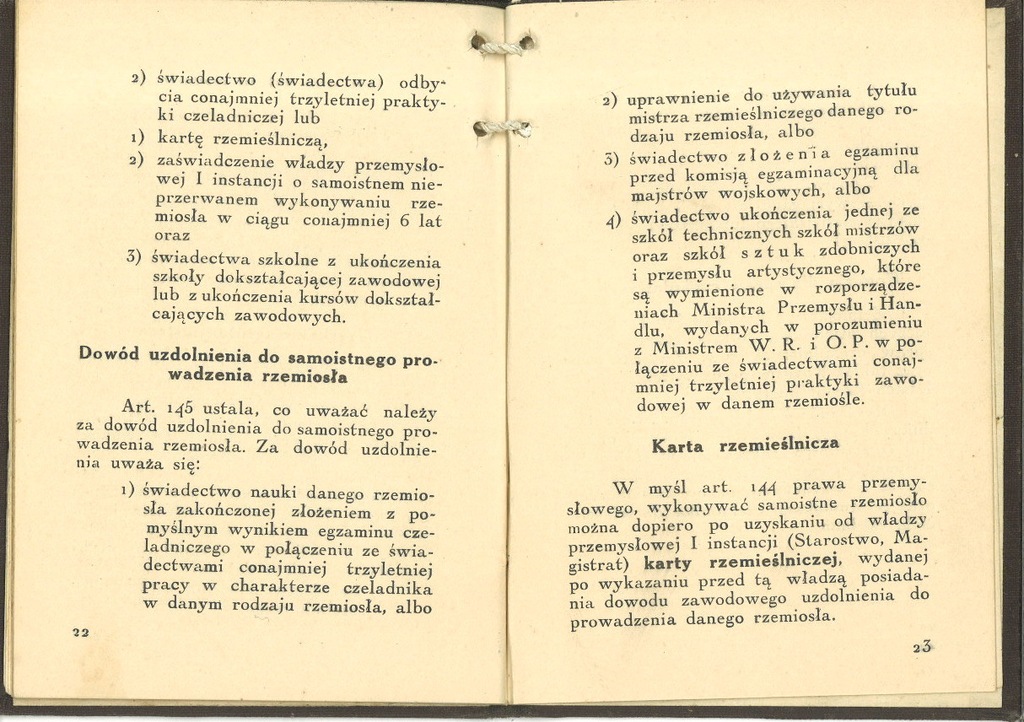 2) świadectwo (świadectwa) odby-
cia conajmniej trzyletniej prakty-
ki czeladniczej lub
1) kartę rzemieślniczą,
2) zaświadczenie władzy przemysło-
wej I instancji o samoistnem nie-
przerwanem wykonywaniu rze-
miosła w ciągu conajmniej 6 lat
oraz
3) świadectwa szkolne z ukończenia
szkoły dokształcającej zawodowej
lub z ukończenia kursów dokształ-
cających zawodowych.
Dowód uzdolnienia do samoistnego pro-
wadzenia rzemiosła
Art. 145 ustala, co uważać należy
za dowód uzdolnienia do samoistnego pro-
wadzenia rzemiosła. Za dowód uzdolnie-
nia uważa się:
1) świadectwo nauki danego rzemio-
sła zakończonej złożeniem z po-
myślnym wynikiem egzaminu cze-
ladniczego w połączeniu ze świa-
dectwami conajmniej trzyletniej
pracy w charakterze czeladnika
w danym rodzaju rzemiosła, albo
22
2) uprawnienie do używania tytułu
mistrza rzemieślniczego danego ro-
dzaju rzemiosła, albo
3) świadectwo złożenia egzaminu
przed komisją egzaminacyjną dla
majstrów wojskowych, albo
4) świadectwo ukończenia jednej ze
szkół technicznych szkół mistrzów
oraz szkół sztuk zdobniczych
i przemysłu artystycznego, które
są wymienione w rozporządze-
niach Ministra Przemysłu i Han-
dlu, wydanych w porozumieniu
z Ministrem W. R. i O. P. w po-
łączeniu ze świadectwami conaj-
mniej trzyletniej praktyki zawo-
dowej w danem rzemiośle.
Karta rzemieślnicza
W myśl art. 144 prawa przemy-
słowego, wykonywać samoistne rzemiosło
można dopiero po uzyskaniu od władzy
przemysłowej I instancji (Starostwo, Ma-
gistrat) karty rzemieślniczej, wydanej
po wykazaniu przed tą władzą posiada-
nia dowodu zawodowego uzdolnienia do
prowadzenia danego rzemiosła.
23